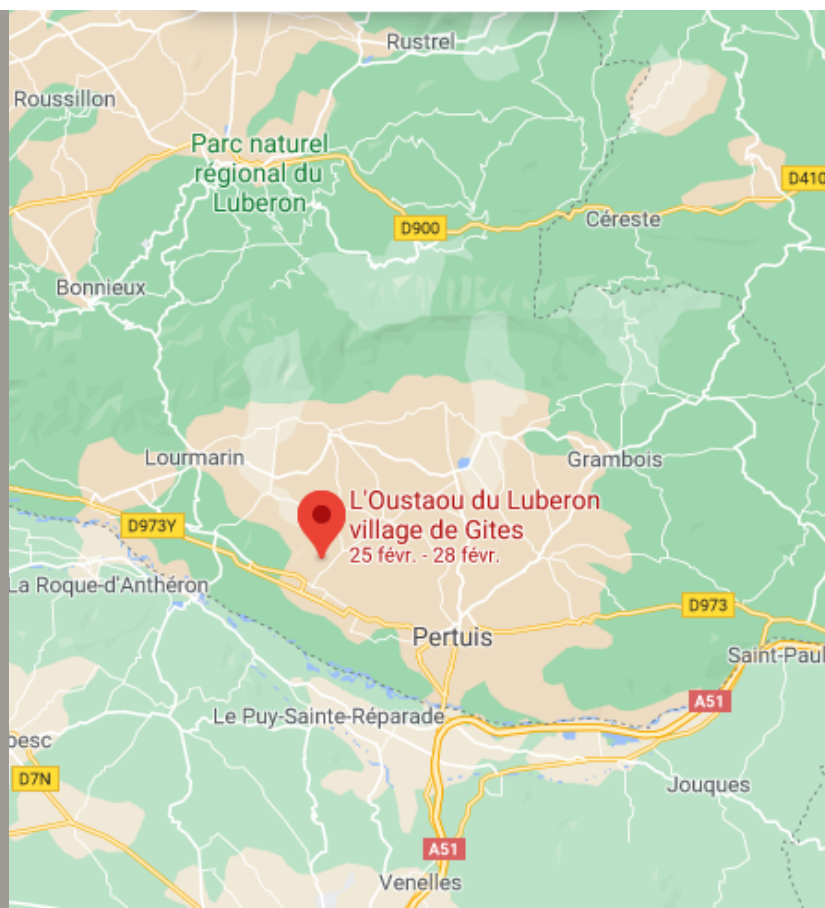 Rustrel
Roussillon
Parc naturel
régional du
Luberon
D410
D900
Céreste
Bonnieux
Lourmarin
Grambois
L'Oustaou du Luberon
village de Gites
25 févr. - 28 févr.
D973Y
La Roque-d'Anthéron
D973
Pertuis
Saint-Paul
A51
Le Puy-Sainte-Réparade
besc
D7N
Jouques
A51
Venelles